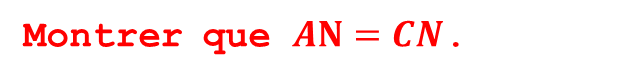 Montrer que AN = CN.